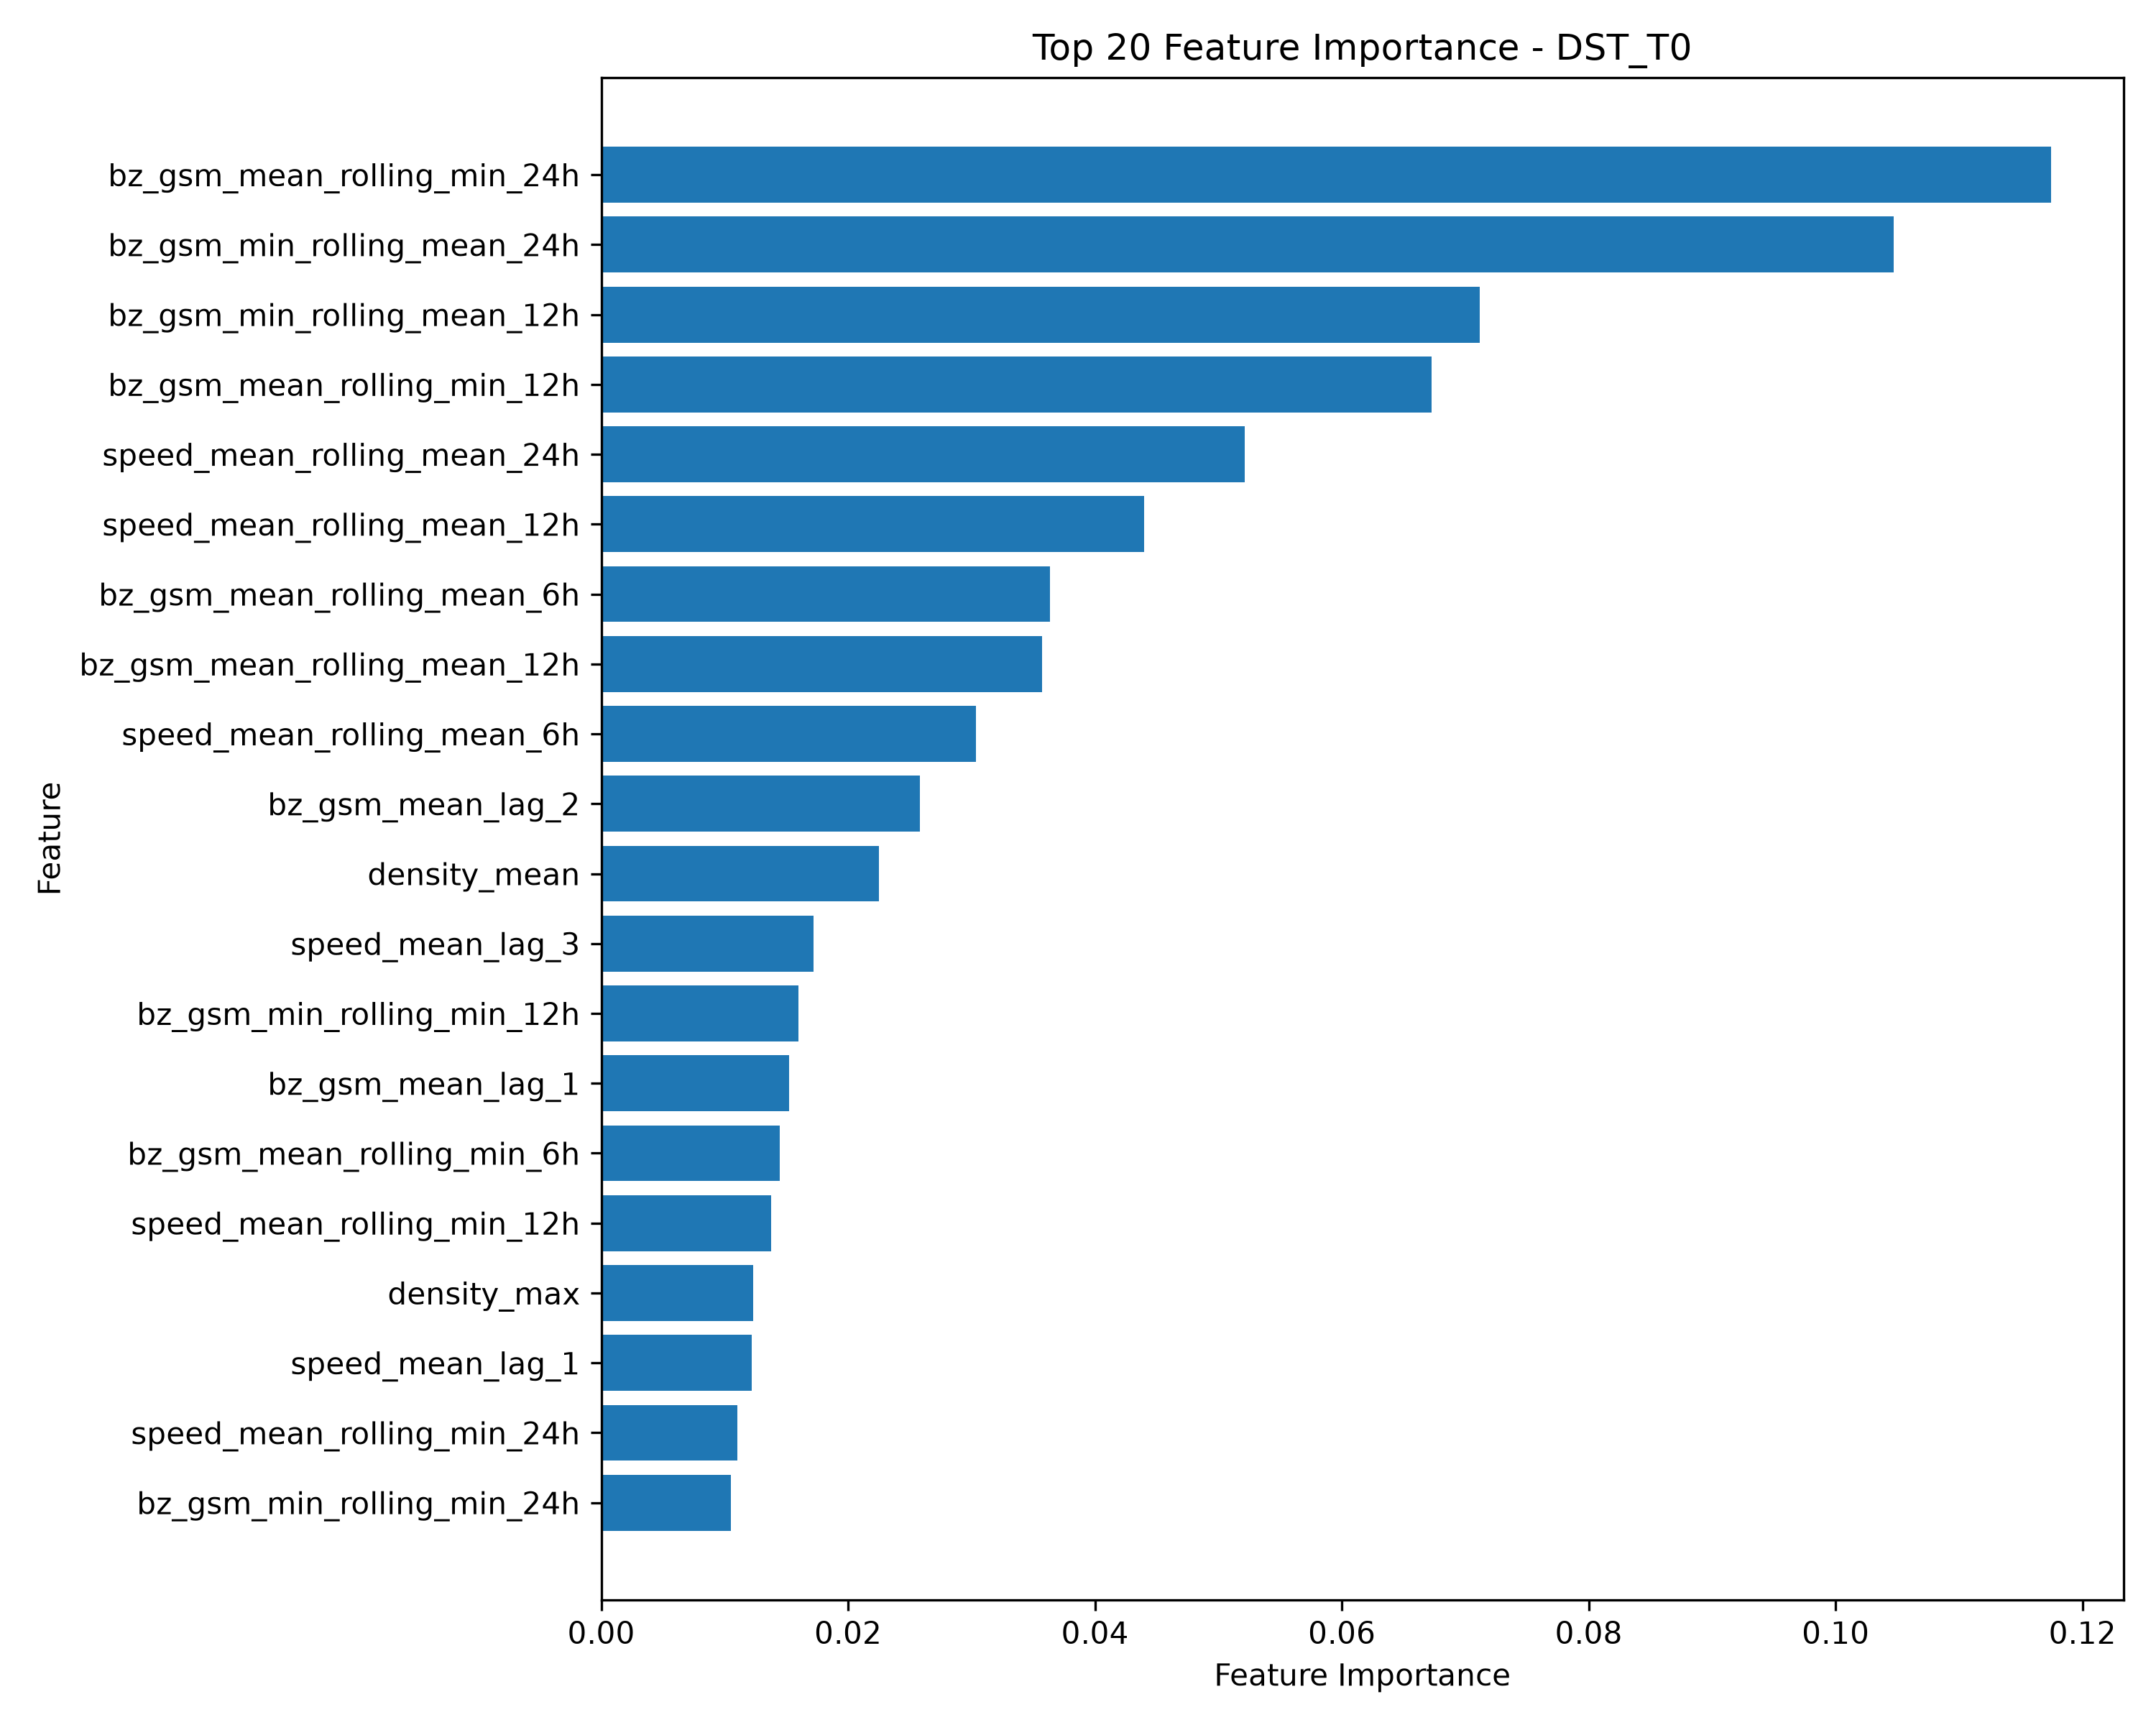 Top 20 Feature Importance - DST_T0
bz_gsm_mean_rolling_min_24h
bz_gsm_min_rolling_mean_24h
bz_gsm_min_rolling_mean_12h
bz_gsm_mean_rolling_min_12h
speed_mean_rolling_mean_24h
speed_mean_rolling_mean_12h
bz_gsm_mean_rolling_mean_6h
bz_gsm_mean_rolling_mean_12h
speed_mean_rolling_mean_6h
bz_gsm_mean_lag_2
density_mean
speed_mean_lag_3
bz_gsm_min_rolling_min_12h
bz_gsm_mean_lag_1
bz_gsm_mean_rolling_min_6h
speed_mean_rolling_min_12h
density_max
speed_mean_lag_1
speed_mean_rolling_min_24h
bz_gsm_min_rolling_min_24h
Feature
0.00 0.02 0.04 0.06 0.08 0.10 0.12
Feature Importance